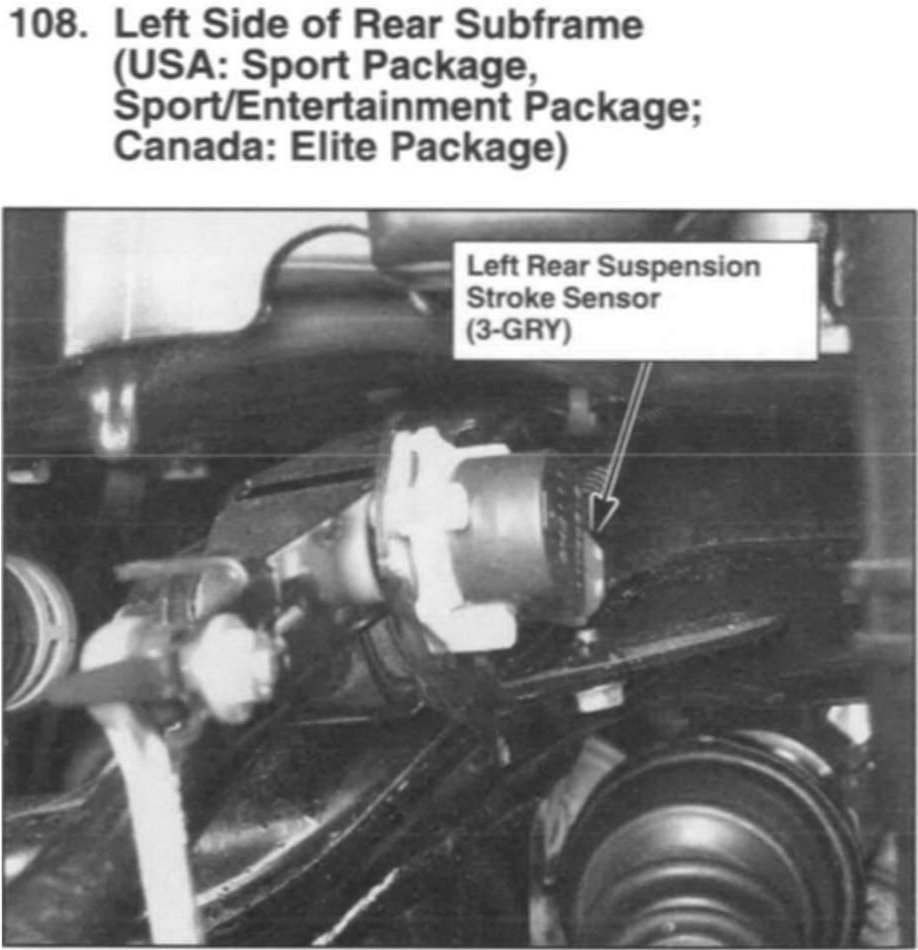 108. Left Side of Rear Subframe
(USA: Sport Package,
Sport/Entertainment Package;
Canada: Elite Package)
Left Rear Suspension
Stroke Sensor
(3-GRY)